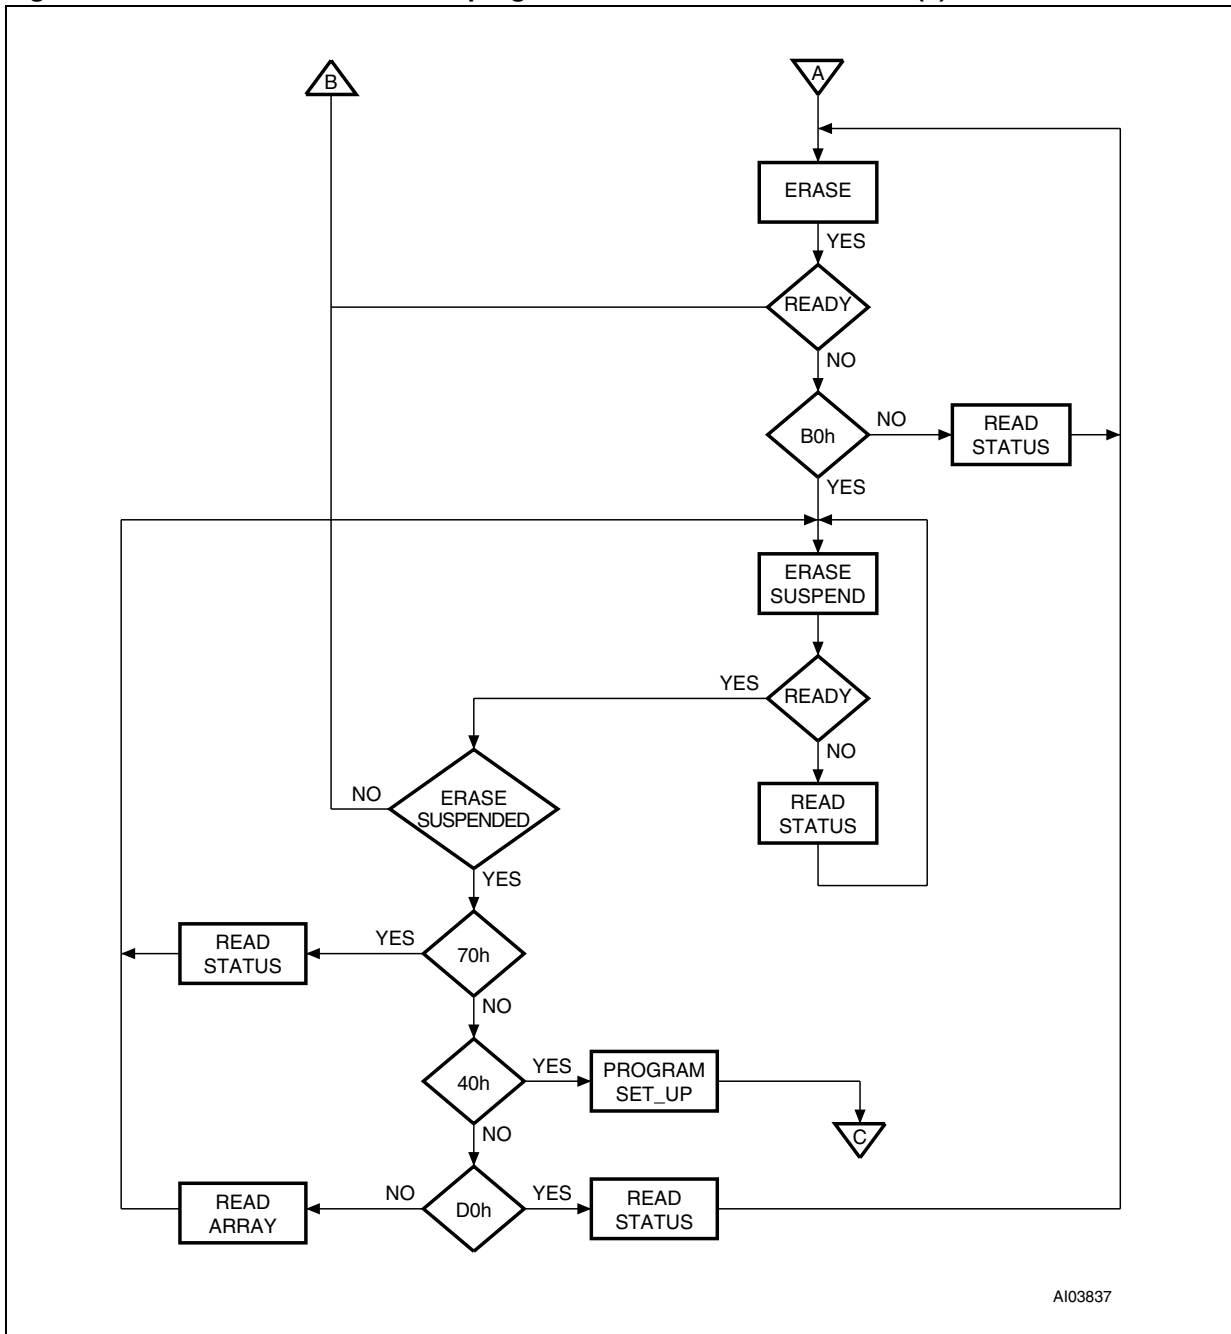 B
A
ERASE
YES
READY
NO
B0h
NO
READ
STATUS
YES
ERASE
SUSPEND
YES
READY
NO
NO
ERASE
SUSPENDED
READ
STATUS
YES
READ
STATUS
YES
70h
NO
40h
YES
PROGRAM
SET_UP
NO
C
READ
ARRAY
NO
D0h
YES
READ
STATUS
AI03837